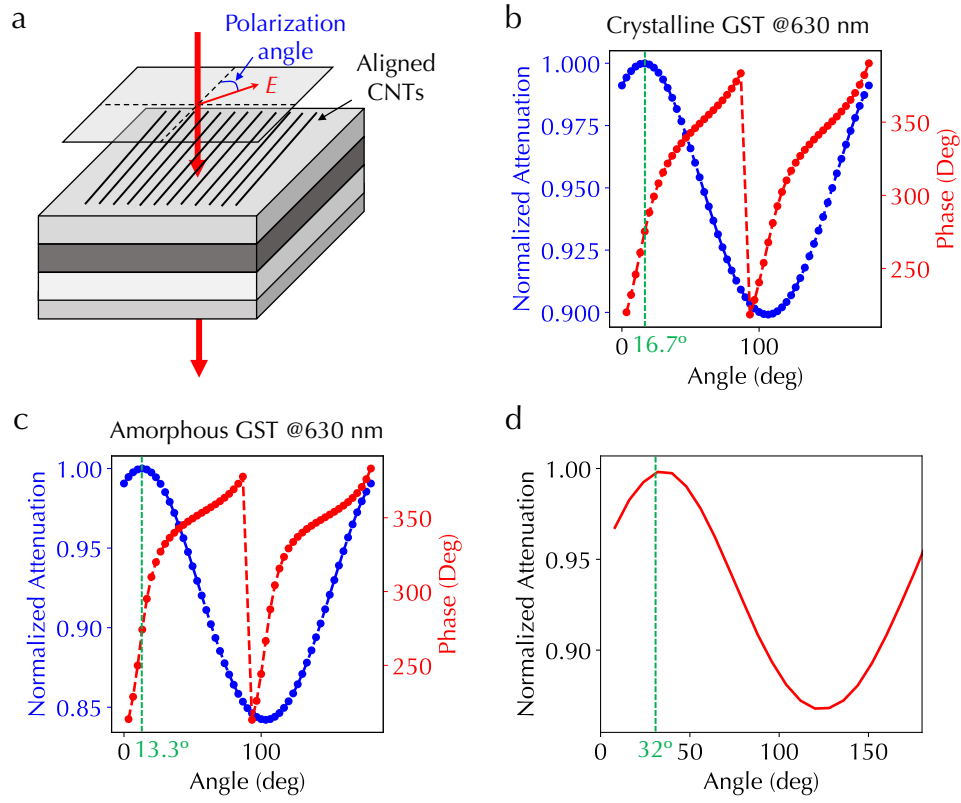 a
Polarization
angle
E
Aligned
CNTs
b
Crystalline GST @630 nm
Normalized Attenuation
1.000
0.975
0.950
0.925
0.900
350
300
250
Phase (Deg)
0
16.7º
100
Angle (deg)
c
Amorphous GST @630 nm
Normalized Attenuation
1.00
0.95
0.90
0.85
350
300
250
Phase (Deg)
0
13.3º
100
Angle (deg)
d
Normalized Attenuation
1.00
0.95
0.90
0
32º
50
100
150
Angle (deg)